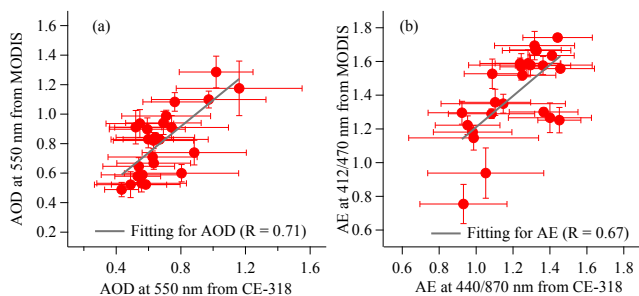 (a)
AOD at 550 nm from MODIS
1.6
1.4
1.2
1.0
0.8
0.6
0.4
0.2
Fitting for AOD (R = 0.71)
0.4 0.8 1.2 1.6
AOD at 550 nm from CE-318
(b)
AE at 412/470 nm from MODIS
1.8
1.6
1.4
1.2
1.0
0.8
0.6
Fitting for AE (R = 0.67)
0.6 0.8 1.0 1.2 1.4 1.6 1.8
AE at 440/870 nm from CE-318